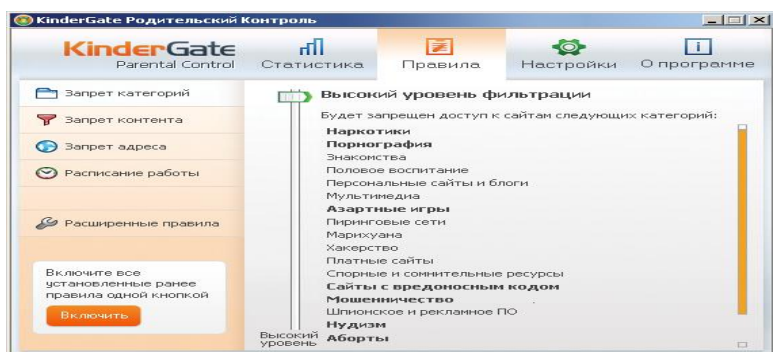 KinderGate Родительский Контроль
KinderGate
Parental Control
Статистика
Правила
Настройки
О программе
Запрет категорий
Запрет контента
Запрет адреса
Расписание работы
Расширенные правила
Включите все
установленные ранее
правила одной кнопкой
Включить
Высокий уровень фильтрации
Будет запрещен доступ к сайтам следующих категорий:
Наркотики
Порнография
Знакомства
Половое воспитание
Персональные сайты и блоги
Мультимедиа
Азартные игры
Пиринговые сети
Марихуана
Хакерство
Платные сайты
Спорные и сомнительные ресурсы
Сайты с вредоносным кодом
Мошенничество
Шпионское и рекламное ПО
Нудизм
Аборты
Высокий
уровень